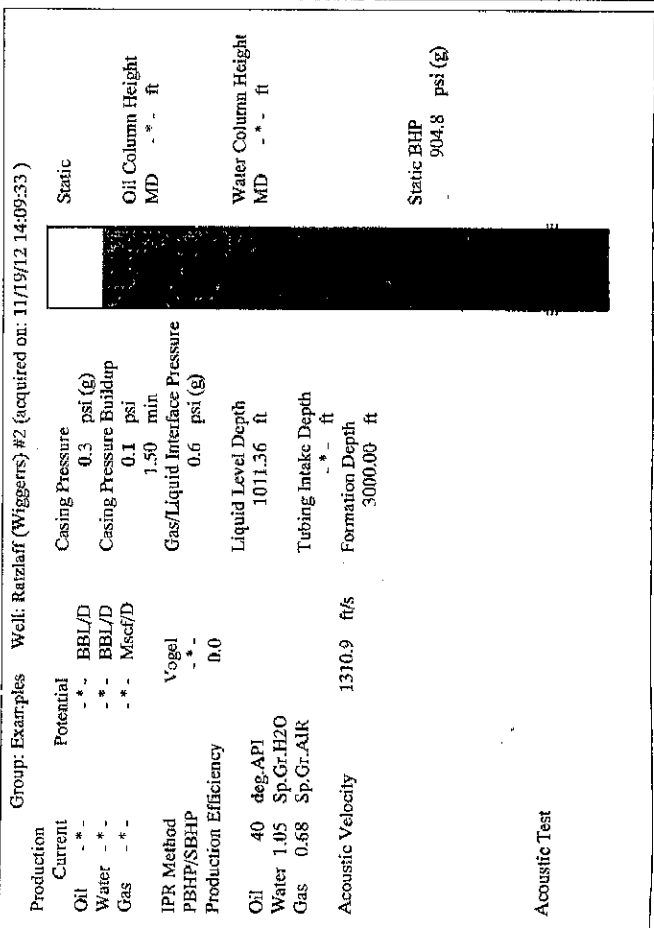 Group: Examples Well: Ratzlaff (Wiggerrs) #2 (acquired on: 11/19/12 14:09:33 )
Production
Current Potential
Oil - * - - * - BBL/D
Water - * - - * - BBL/D
Gas - * - - * - Mscf/D
IPR Method Vogel
PBHP/SBHP - * -
Production Efficiency 0.0
Oil 40 deg.API
Water 1.05 Sp.Gr.H2O
Gas 0.68 Sp.Gr.AIR
Acoustic Velocity 1310.9 ft/s
Acoustic Test
Casing Pressure
0.3 psi (g)
Casing Pressure Buildup
0.1 psi
1.50 min
Gas/Liquid Interface Pressure
0.6 psi (g)
Liquid Level Depth
1011.36 ft
Tubing Intake Depth
- * - ft
Formation Depth
3000.00 ft
Static
Oil Column Height
MD - * - ft
Water Column Height
MD - * - ft
Static BHP
- 904.8 psi (g)